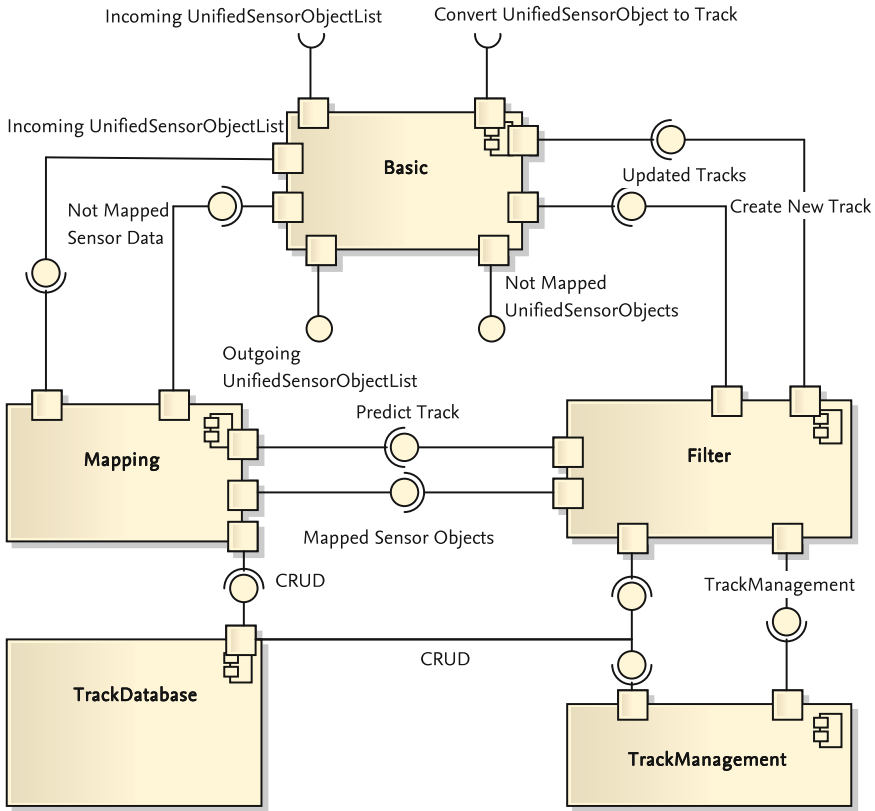 Incoming UnifiedSensorObjectList
Convert UnifiedSensorObject to Track
Incoming UnifiedSensorObjectList
Basic
Updated Tracks
Not Mapped
Sensor Data
Create New Track
Not Mapped
UnifiedSensorObjects
Outgoing
UnifiedSensorObjectList
Predict Track
Mapping
Filter
Mapped Sensor Objects
CRUD
TrackManagement
CRUD
TrackDatabase
TrackManagement